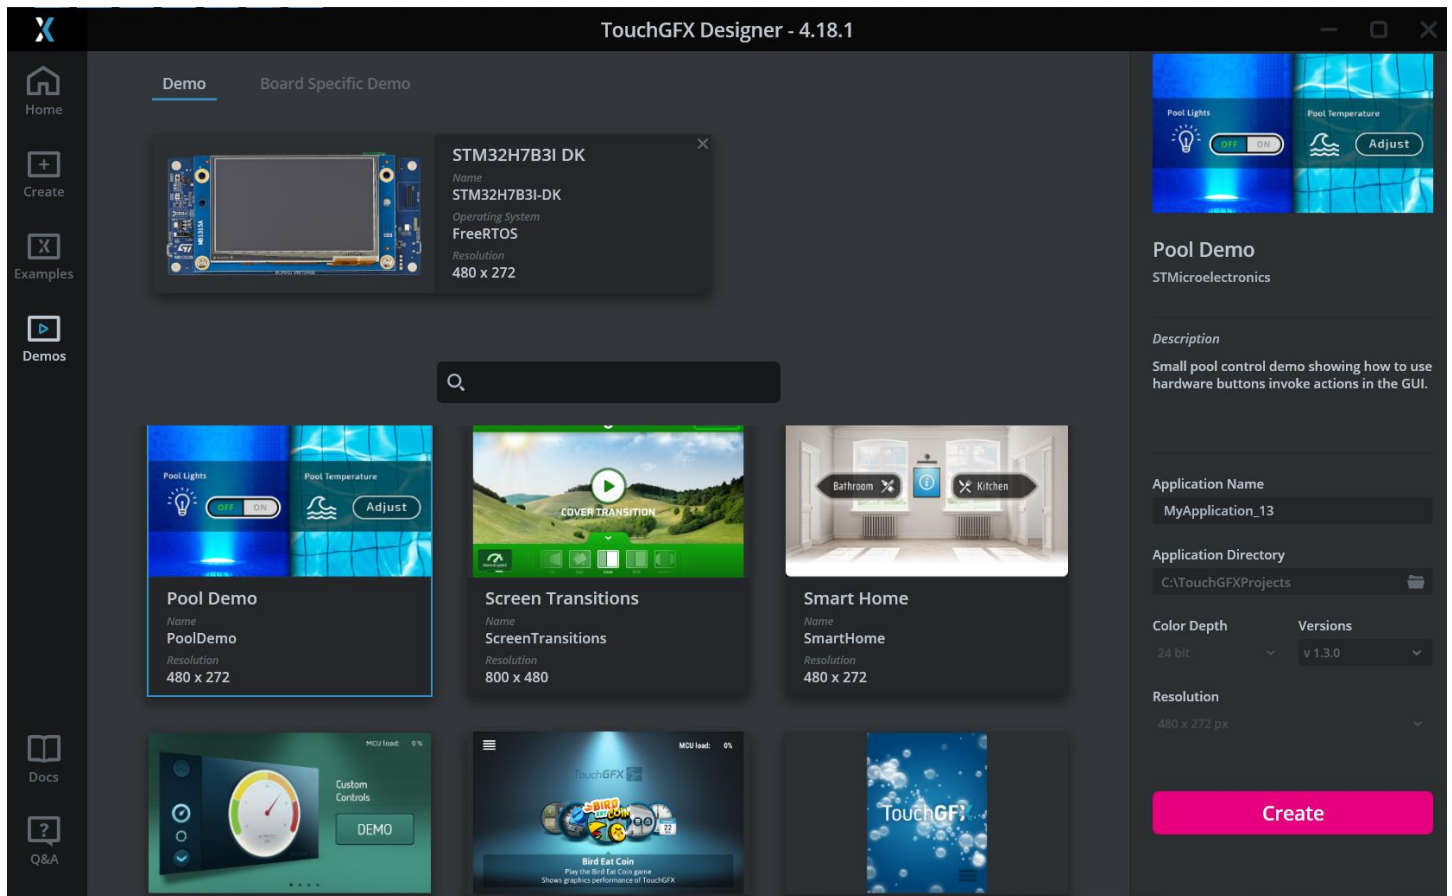 TouchGFX Designer - 4.18.1
Home
Create
Examples
Demos
Docs
Q&A
Demo
Board Specific Demo
STM32H7B3I DK
Name
STM32H7B3I-DK
Operating System
FreeRTOS
Resolution
480 x 272
Pool Lights
OFF ON
Pool Temperature
Adjust
Pool Demo
Name
PoolDemo
Resolution
480 x 272
COVER TRANSITION
Screen Transitions
Name
ScreenTransitions
Resolution
800 x 480
Bathroom
Kitchen
Smart Home
Name
SmartHome
Resolution
480 x 272
MCU load: 0%
Custom
Controls
DEMO
MCU load: 0%
TouchGFX
BIRD
EAT
COIN
22
Bird Eat Coin
Play the Bird Eat Coin game
Shows graphics performance of TouchGFX
TouchGFX
Pool Lights
OFF ON
Pool Temperature
Adjust
Pool Demo
STMicroelectronics
Description
Small pool control demo showing how to use
hardware buttons invoke actions in the GUI.
Application Name
MyApplication_13
Application Directory
C:\TouchGFXProjects
Color Depth
24 bit
Versions
v 1.3.0
Resolution
480 x 272 px
Create